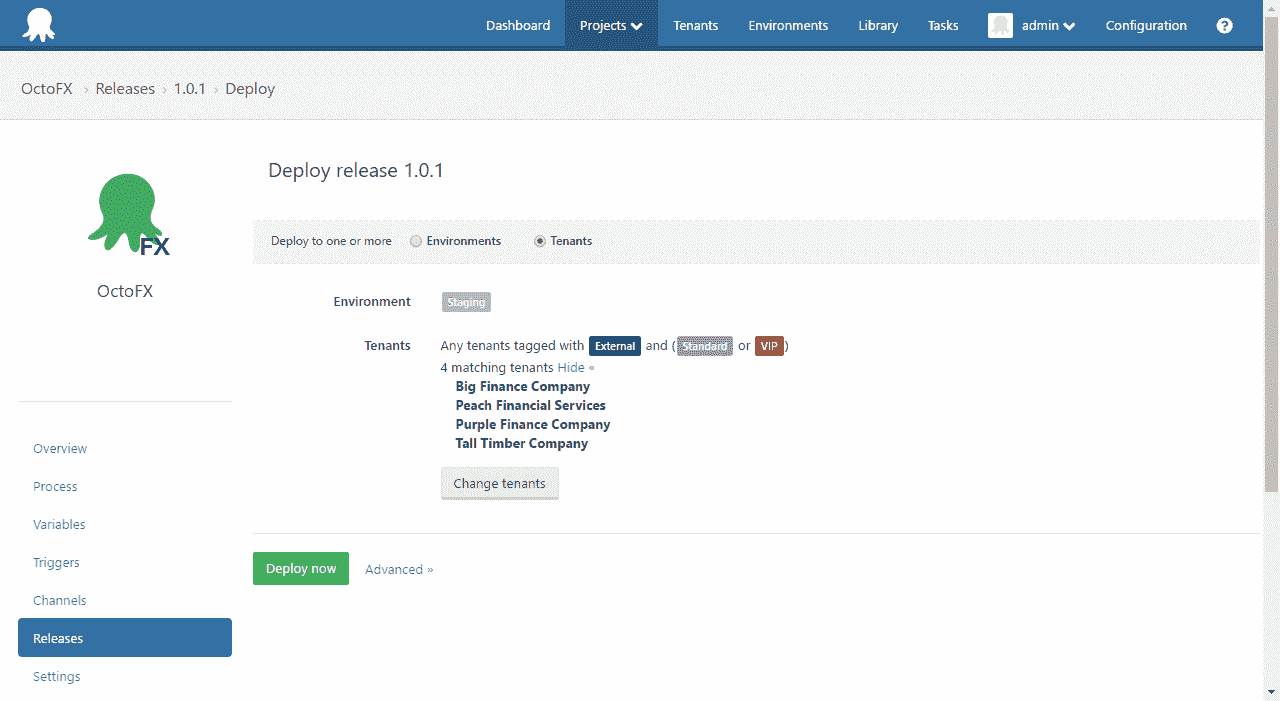 Dashboard Projects Tenants Environments Library Tasks admin Configuration ?
OctoFX › Releases › 1.0.1 › Deploy
Deploy release 1.0.1
FX
OctoFX
Deploy to one or more Environments Tenants
Environment Staging
Tenants Any tenants tagged with External and (Standard or VIP)
4 matching tenants Hide «
Big Finance Company
Peach Financial Services
Purple Finance Company
Tall Timber Company
Change tenants
Deploy now Advanced »
Overview
Process
Variables
Triggers
Channels
Releases
Settings